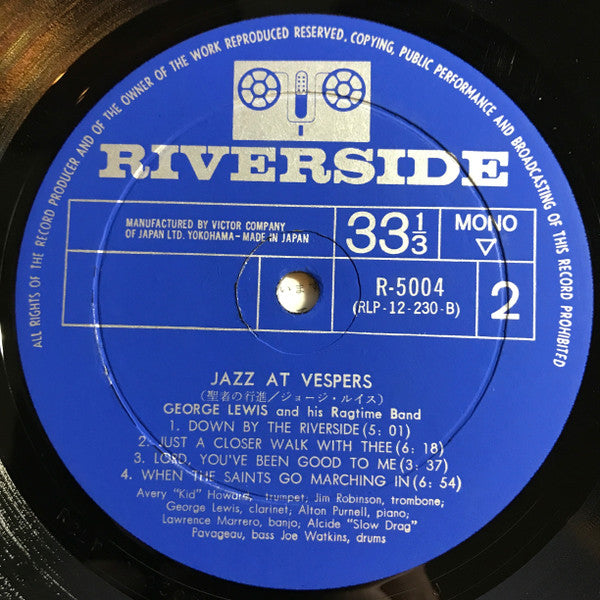 ALL RIGHTS OF THE RECORD PRODUCER AND OF THE OWNER OF THE WORK REPRODUCED RESERVED. COPYING, PUBLIC PERFORMANCE AND BROADCASTING OF THIS RECORD PROHIBITED
RIVERSIDE
MANUFACTURED BY VICTOR COMPANY
OF JAPAN LTD. YOKOHAMA-MADE IN JAPAN
33 1/3
MONO
▽
R-5004
(RLP-12-230-B)
2
JAZZ AT VESPERS
(聖者の行進/ジョージ・ルイス)
GEORGE LEWIS and his Ragtime Band
1. DOWN BY THE RIVERSIDE(5: 01)
2. JUST A CLOSER WALK WITH THEE(6: 18)
3. LORD, YOU'VE BEEN GOOD TO ME(3: 37)
4. WHEN THE SAINTS GO MARCHING IN(6: 54)
Avery "Kid" Howard, trumpet; Jim Robinson, trombone;
George Lewis, clarinet; Alton Purnell, piano;
Lawrence Marrero, banjo; Alcide "Slow Drag"
Pavageau, bass Joe Watkins, drums